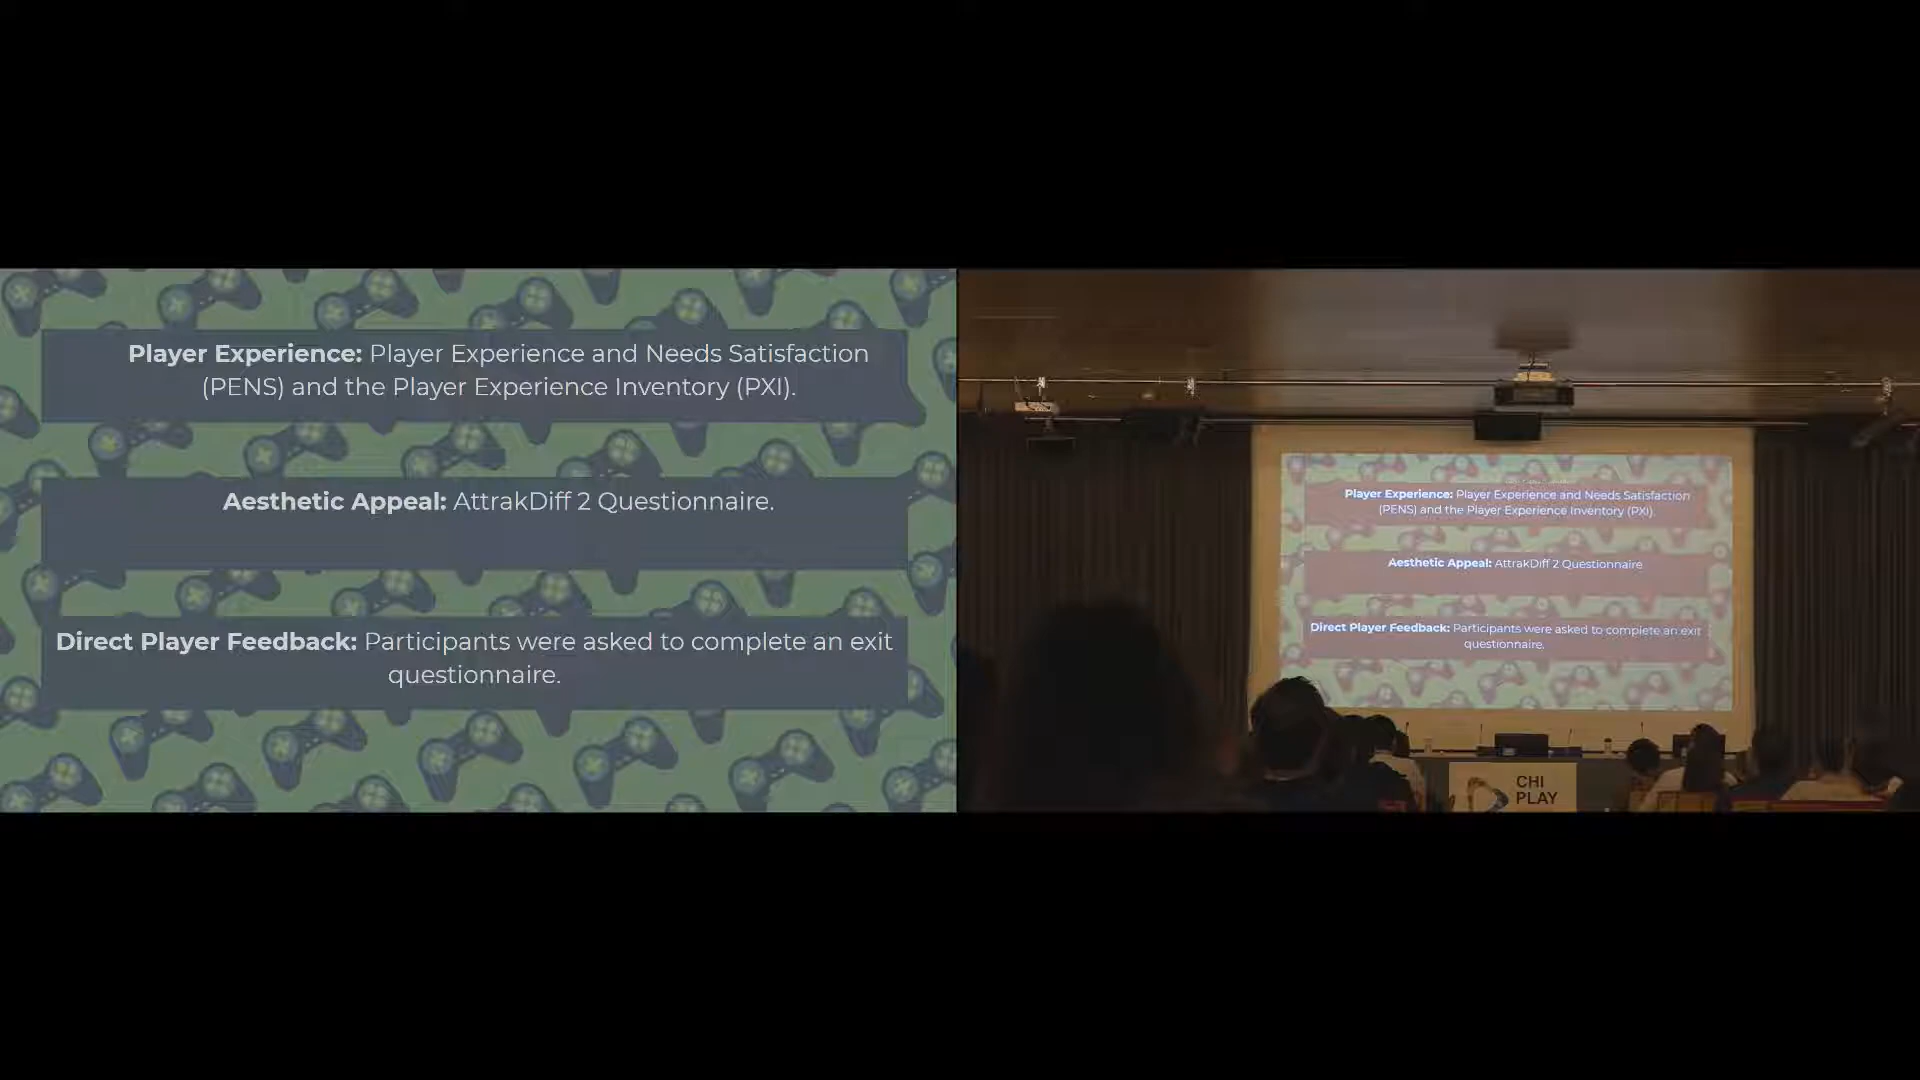 Player Experience: Player Experience and Needs Satisfaction
(PENS) and the Player Experience Inventory (PXI).
Aesthetic Appeal: AttrakDiff 2 Questionnaire.
Direct Player Feedback: Participants were asked to complete an exit
questionnaire.
Player Experience: Player Experience and Needs Satisfaction
(PENS) and the Player Experience Inventory (PXI).
Aesthetic Appeal: AttrakDiff 2 Questionnaire
Direct Player Feedback: Participants were asked to complete an exit
questionnaire.
CHI
PLAY